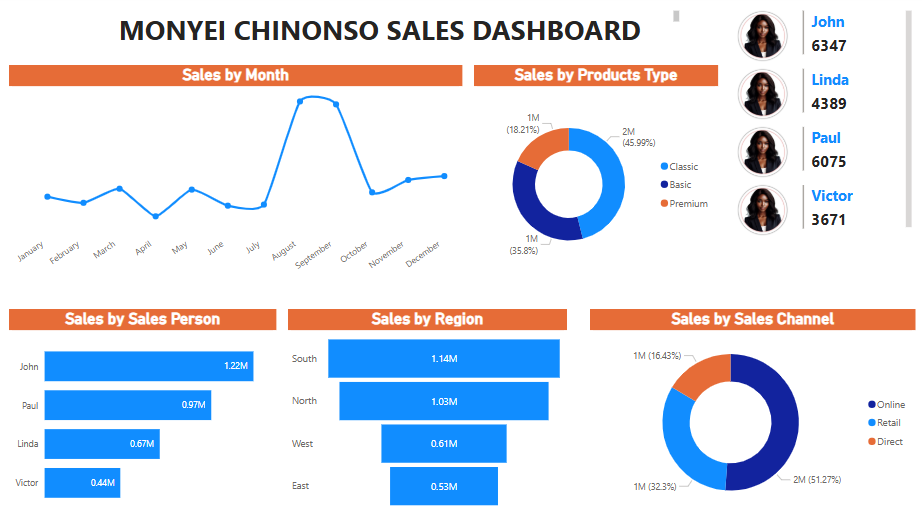 MONYEI CHINONSO SALES DASHBOARD
John
6347
Linda
4389
Paul
6075
Victor
3671
Sales by Month
January
February
March
April
May
June
July
August
September
October
November
December
Sales by Products Type
1M
(18.21%)
2M
(45.99%)
1M
(35.8%)
Classic
Basic
Premium
Sales by Sales Person
John
1.22M
Paul
0.97M
Linda
0.67M
Victor
0.44M
Sales by Region
South
1.14M
North
1.03M
West
0.61M
East
0.53M
Sales by Sales Channel
1M (16.43%)
1M (32.3%)
2M (51.27%)
Online
Retail
Direct